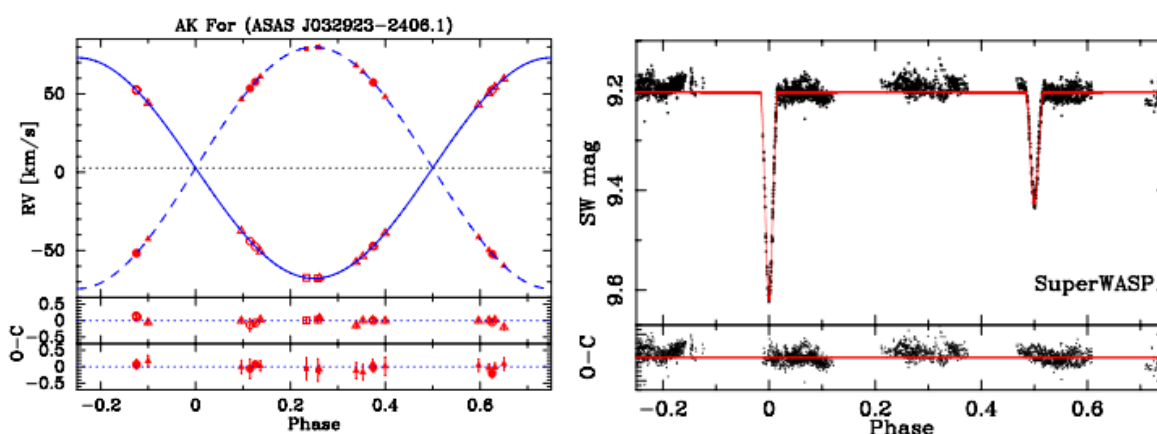 AK For (ASAS J032923−2406.1)
RV [km/s]
50
0
−50
O−C
0.5
0
−0.5
0.5
0
−0.5
−0.2 0 0.2 0.4 0.6
Phase
SW mag
9.2
9.4
9.6
SuperWASP
O−C
−0.2 0 0.2 0.4 0.6
Phase